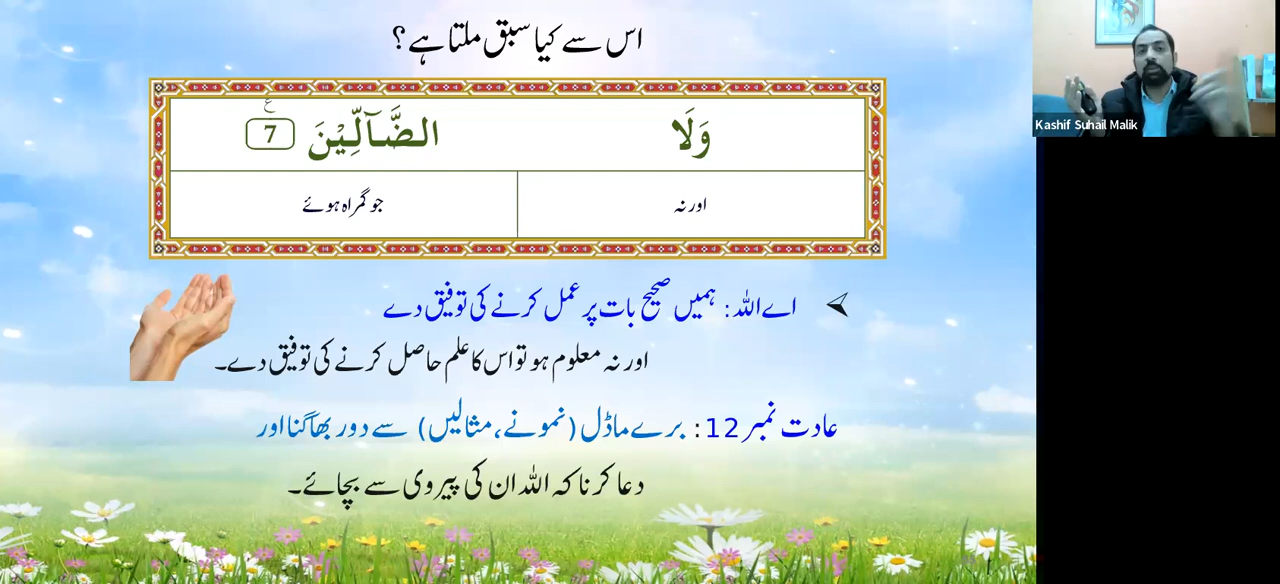 اس سے کیا سبق ملتا ہے؟
وَلَا الضَّآلِّيْنَ 7 ع
اور نہ جو گمراہ ہوئے
اے اللہ: ہمیں صحیح بات پر عمل کرنے کی توفیق دے
اور نہ معلوم ہو تو اس کا علم حاصل کرنے کی توفیق دے۔
عادت نمبر 12: برے ماڈل (نمونے، مثالیں) سے دور بھاگنا اور
دعا کرنا کہ اللہ ان کی پیروی سے بچائے۔
Kashif Suhail Malik